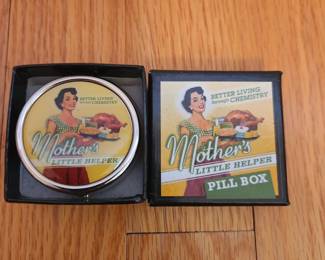 BETTER LIVING
through CHEMISTRY
Mother's
LITTLE HELPER
BETTER LIVING
through CHEMISTRY
Mother's
LITTLE HELPER
PILL BOX